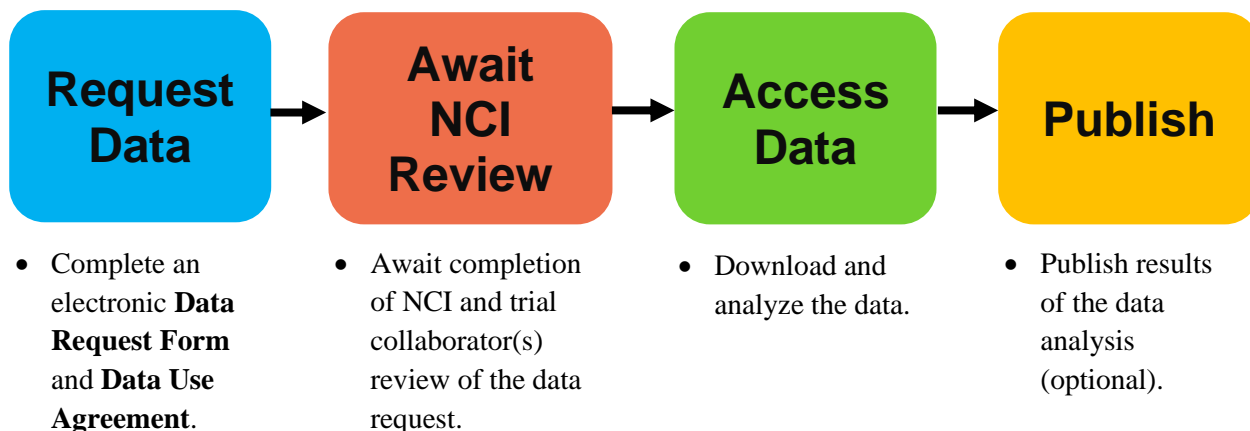 Request
Data
Await
NCI
Review
Access
Data
Publish
• Complete an
electronic Data
Request Form
and Data Use
Agreement.
• Await completion
of NCI and trial
collaborator(s)
review of the data
request.
• Download and
analyze the data.
• Publish results
of the data
analysis
(optional).